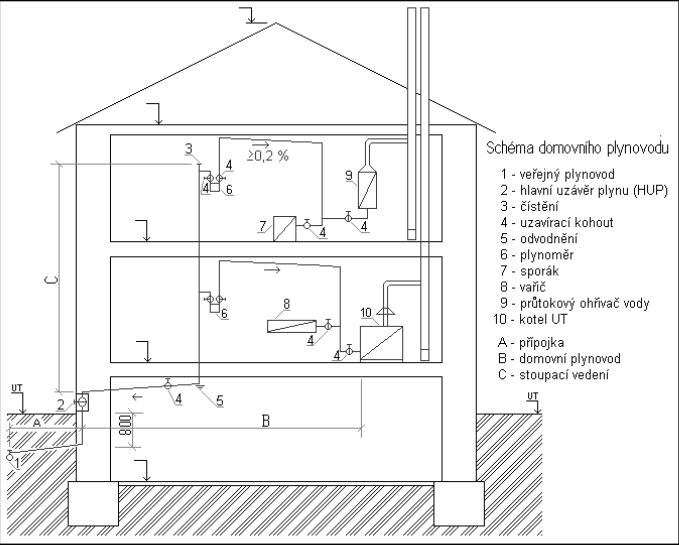 Schéma domovního plynovodu
1 - veřejný plynovod
2 - hlavní uzávěr plynu (HUP)
3 - čístění
4 - uzavírací kohout
5 - odvodnění
6 - plynoměr
7 - sporák
8 - vařič
9 - průtokový ohřívač vody
10 - kotel UT
A - přípojka
B - domovní plynovod
C - stoupací vedení
3
4
≥0,2 %
4
6
9
7
4
4
C
6
8
10
4
4
UT
2
4
5
UT
A
800
B
1